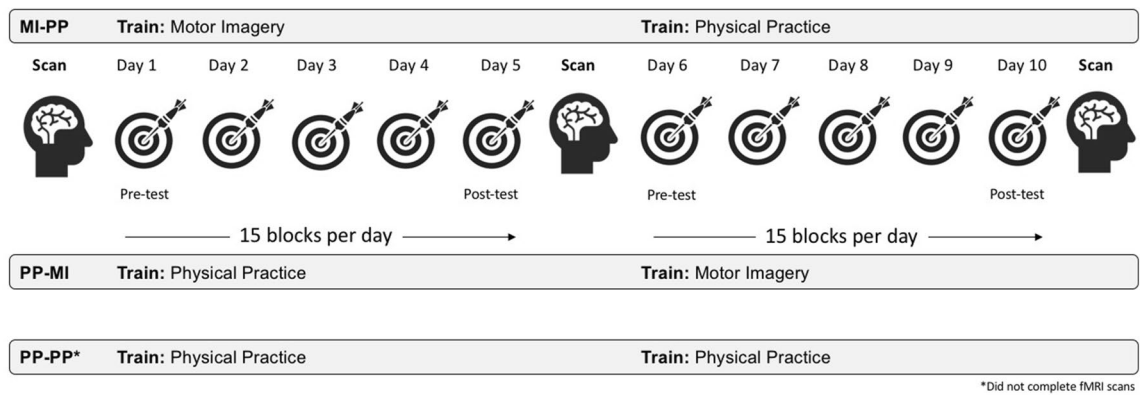 MI-PP Train: Motor Imagery Train: Physical Practice
Scan Day 1 Day 2 Day 3 Day 4 Day 5 Scan Day 6 Day 7 Day 8 Day 9 Day 10 Scan
Pre-test Post-test Pre-test Post-test
15 blocks per day 15 blocks per day
PP-MI Train: Physical Practice Train: Motor Imagery
PP-PP* Train: Physical Practice Train: Physical Practice
*Did not complete fMRI scans